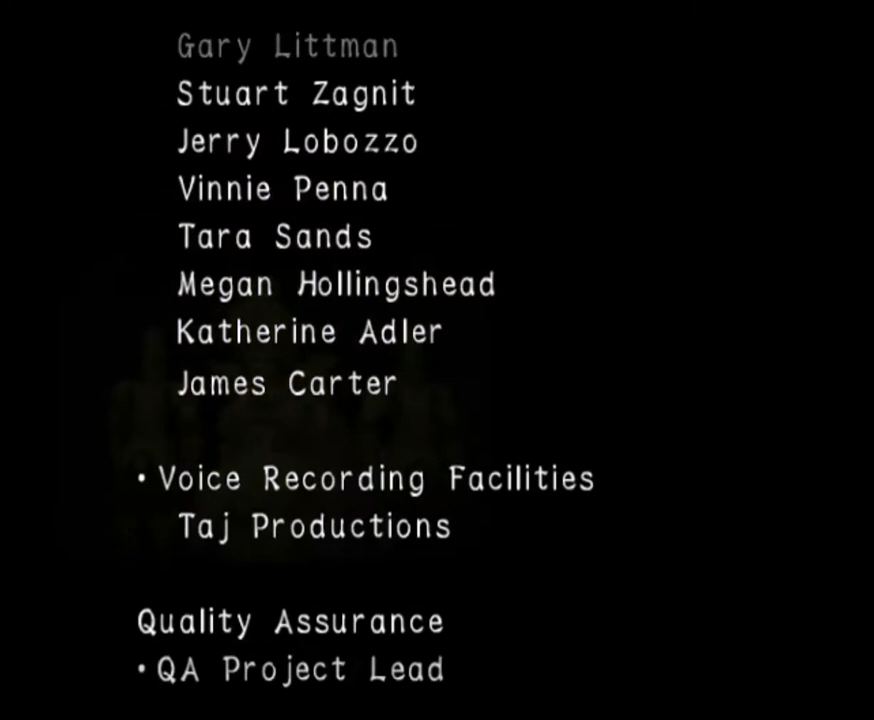 Gary Littman
Stuart Zagnit
Jerry Lobozzo
Vinnie Penna
Tara Sands
Megan Hollingshead
Katherine Adler
James Carter
• Voice Recording Facilities
Taj Productions
Quality Assurance
• QA Project Lead